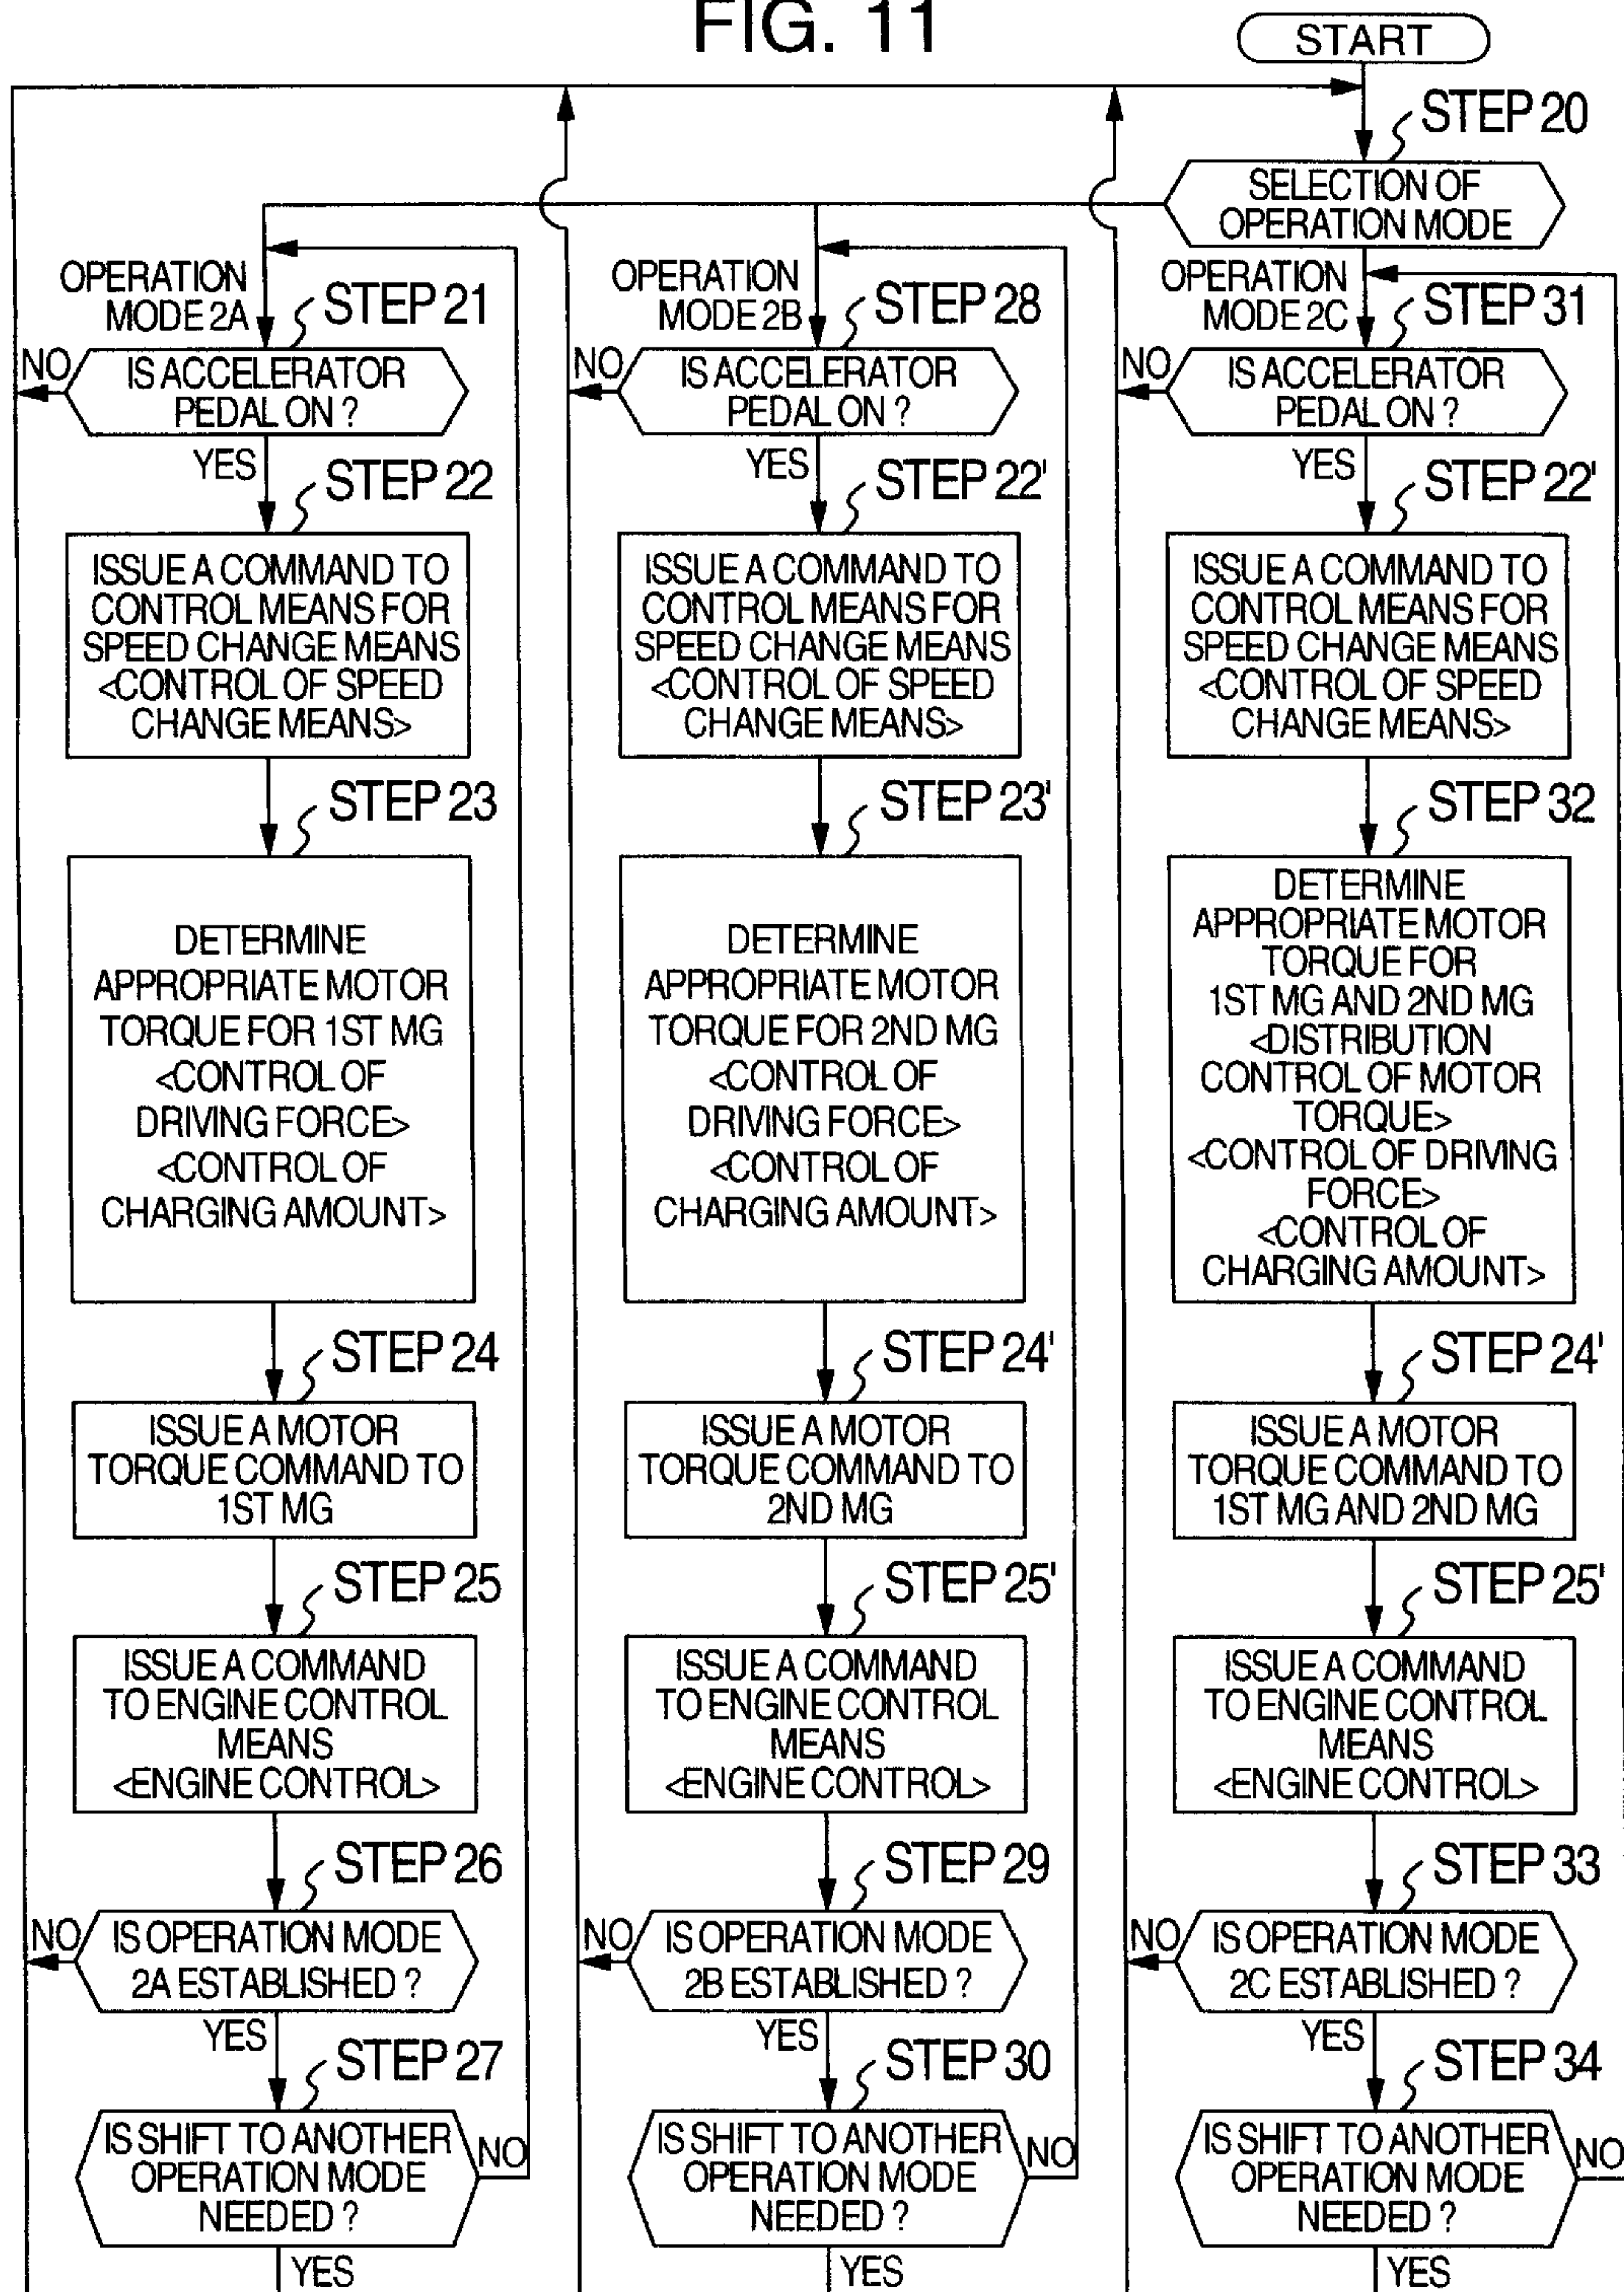 FIG. 11
START
STEP 20
SELECTION OF
OPERATION MODE
OPERATION
MODE 2A
STEP 21
NO
IS ACCELERATOR
PEDAL ON ?
YES
STEP 22
ISSUE A COMMAND TO
CONTROL MEANS FOR
SPEED CHANGE MEANS
<CONTROL OF SPEED
CHANGE MEANS>
STEP 23
DETERMINE
APPROPRIATE MOTOR
TORQUE FOR 1ST MG
<CONTROL OF
DRIVING FORCE>
<CONTROL OF
CHARGING AMOUNT>
STEP 24
ISSUE A MOTOR
TORQUE COMMAND TO
1ST MG
STEP 25
ISSUE A COMMAND
TO ENGINE CONTROL
MEANS
<ENGINE CONTROL>
STEP 26
NO
IS OPERATION MODE
2A ESTABLISHED ?
YES
STEP 27
IS SHIFT TO ANOTHER
OPERATION MODE
NEEDED ?
NO
YES
OPERATION
MODE 2B
STEP 28
NO
IS ACCELERATOR
PEDAL ON ?
YES
STEP 22'
ISSUE A COMMAND TO
CONTROL MEANS FOR
SPEED CHANGE MEANS
<CONTROL OF SPEED
CHANGE MEANS>
STEP 23'
DETERMINE
APPROPRIATE MOTOR
TORQUE FOR 2ND MG
<CONTROL OF
DRIVING FORCE>
<CONTROL OF
CHARGING AMOUNT>
STEP 24'
ISSUE A MOTOR
TORQUE COMMAND TO
2ND MG
STEP 25'
ISSUE A COMMAND
TO ENGINE CONTROL
MEANS
<ENGINE CONTROL>
STEP 29
NO
IS OPERATION MODE
2B ESTABLISHED ?
YES
STEP 30
IS SHIFT TO ANOTHER
OPERATION MODE
NEEDED ?
NO
YES
OPERATION
MODE 2C
STEP 31
NO
IS ACCELERATOR
PEDAL ON ?
YES
STEP 22'
ISSUE A COMMAND TO
CONTROL MEANS FOR
SPEED CHANGE MEANS
<CONTROL OF SPEED
CHANGE MEANS>
STEP 32
DETERMINE
APPROPRIATE MOTOR
TORQUE FOR
1ST MG AND 2ND MG
<DISTRIBUTION
CONTROL OF MOTOR
TORQUE>
<CONTROL OF DRIVING
FORCE>
<CONTROL OF
CHARGING AMOUNT>
STEP 24'
ISSUE A MOTOR
TORQUE COMMAND TO
1ST MG AND 2ND MG
STEP 25'
ISSUE A COMMAND
TO ENGINE CONTROL
MEANS
<ENGINE CONTROL>
STEP 33
NO
IS OPERATION MODE
2C ESTABLISHED ?
YES
STEP 34
IS SHIFT TO ANOTHER
OPERATION MODE
NEEDED ?
NO
YES